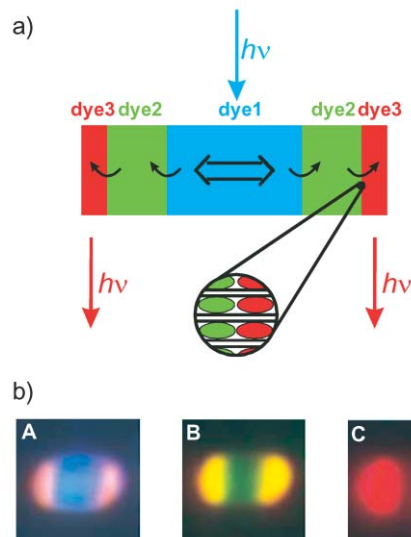 a)
hν
dye3 dye2 dye1 dye2 dye3
hν hν
b)
A B C